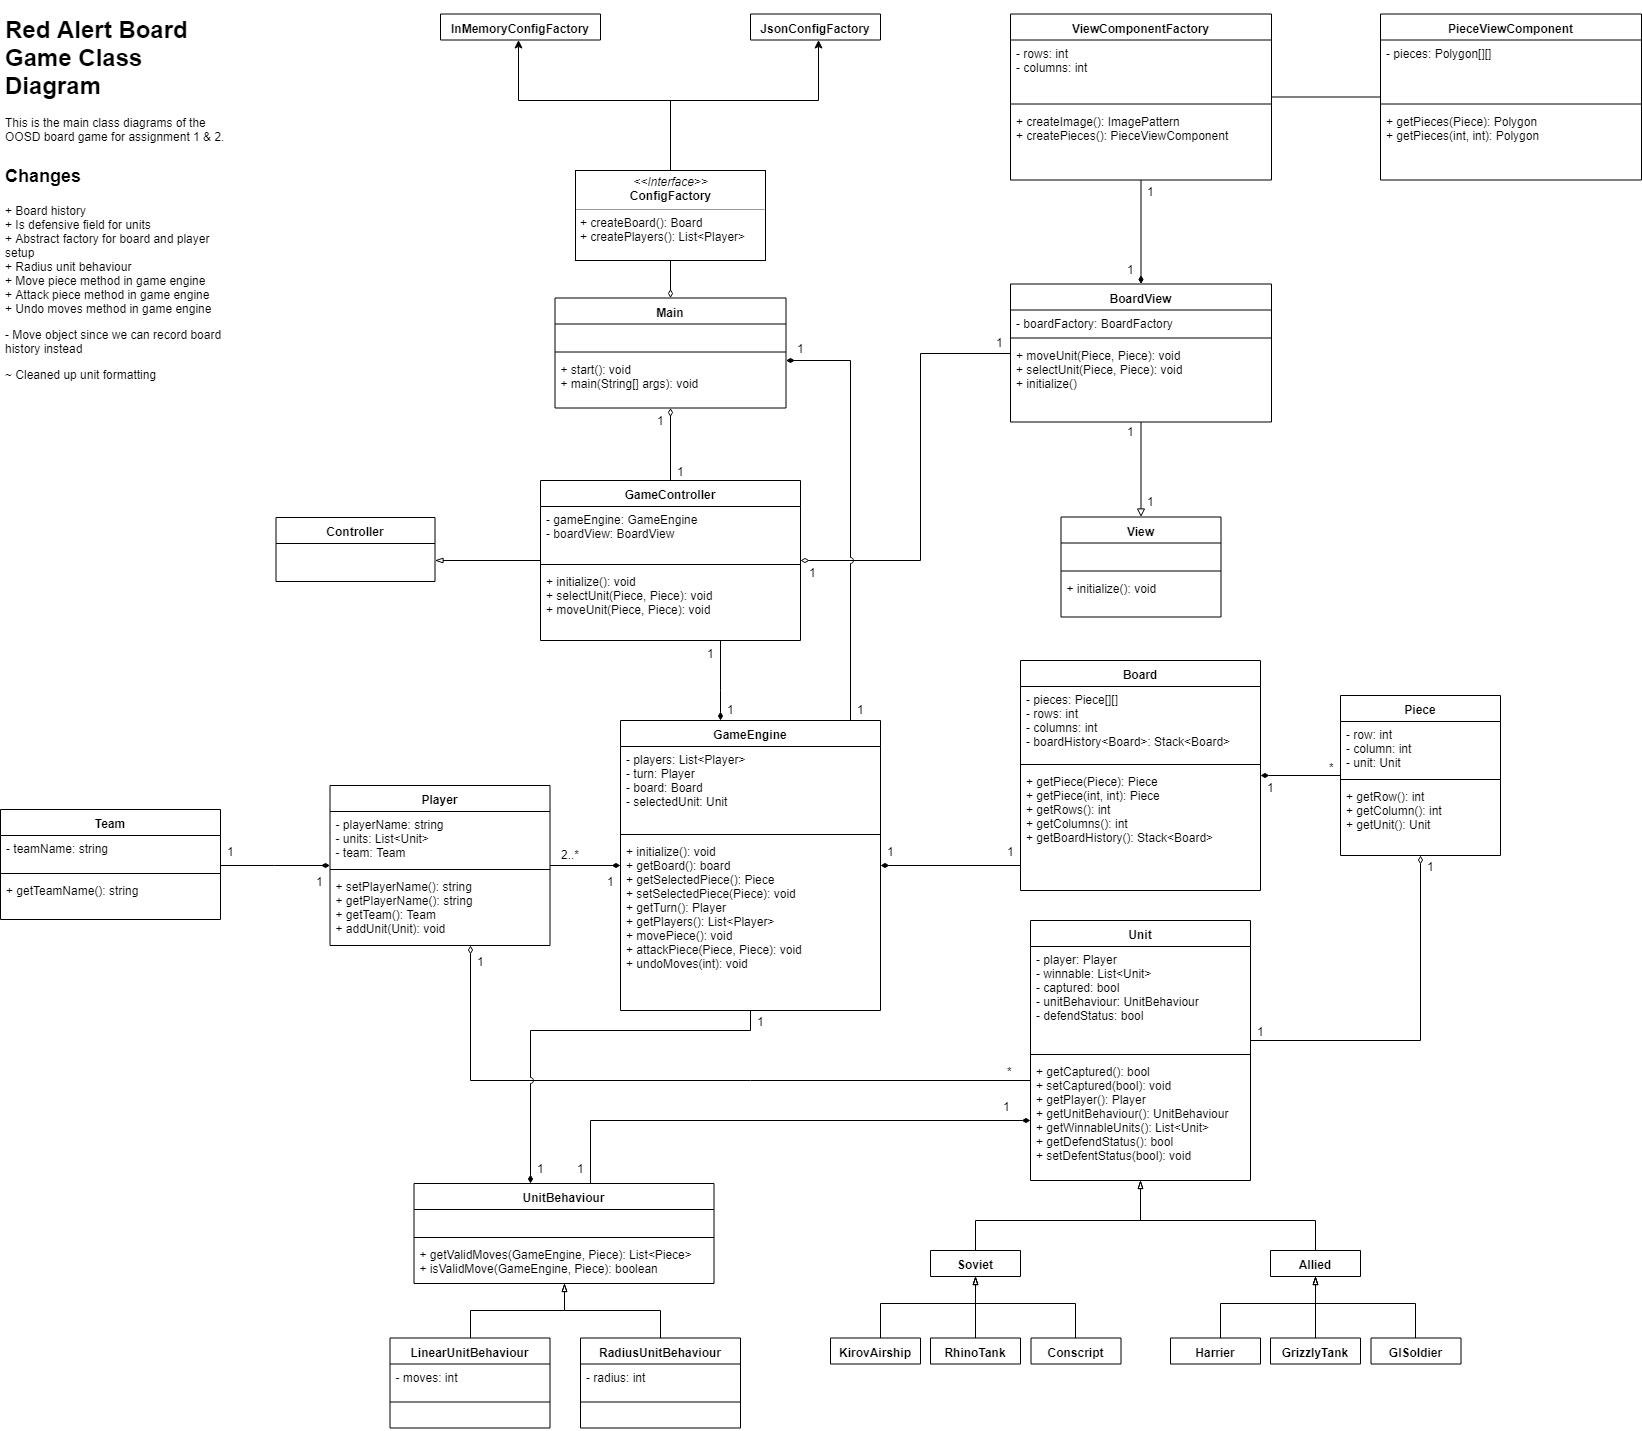 Red Alert Board
Game Class
Diagram
This is the main class diagrams of the
OOSD board game for assignment 1 & 2.
Changes
+ Board history
+ Is defensive field for units
+ Abstract factory for board and player
setup
+ Radius unit behaviour
+ Move piece method in game engine
+ Attack piece method in game engine
+ Undo moves method in game engine
- Move object since we can record board
history instead
~ Cleaned up unit formatting
InMemoryConfigFactory
JsonConfigFactory
<<Interface>>
ConfigFactory
+ createBoard(): Board
+ createPlayers(): List<Player>
Main
+ start(): void
+ main(String[] args): void
1
1
1
ViewComponentFactory
- rows: int
- columns: int
+ createImage(): ImagePattern
+ createPieces(): PieceViewComponent
PieceViewComponent
- pieces: Polygon[][]
+ getPieces(Piece): Polygon
+ getPieces(int, int): Polygon
1
1
BoardView
- boardFactory: BoardFactory
+ moveUnit(Piece, Piece): void
+ selectUnit(Piece, Piece): void
+ initialize()
1
1
1
View
+ initialize(): void
Controller
GameController
- gameEngine: GameEngine
- boardView: BoardView
+ initialize(): void
+ selectUnit(Piece, Piece): void
+ moveUnit(Piece, Piece): void
1
1
1
1
GameEngine
- players: List<Player>
- turn: Player
- board: Board
- selectedUnit: Unit
+ initialize(): void
+ getBoard(): board
+ getSelectedPiece(): Piece
+ setSelectedPiece(Piece): void
+ getTurn(): Player
+ getPlayers(): List<Player>
+ movePiece(): void
+ attackPiece(Piece, Piece): void
+ undoMoves(int): void
1
1
1
Board
- pieces: Piece[][]
- rows: int
- columns: int
- boardHistory<Board>: Stack<Board>
+ getPiece(Piece): Piece
+ getPiece(int, int): Piece
+ getRows(): int
+ getColumns(): int
+ getBoardHistory(): Stack<Board>
*
1
Piece
- row: int
- column: int
- unit: Unit
+ getRow(): int
+ getColumn(): int
+ getUnit(): Unit
1
Team
- teamName: string
+ getTeamName(): string
1
1
Player
- playerName: string
- units: List<Unit>
- team: Team
+ setPlayerName(): string
+ getPlayerName(): string
+ getTeam(): Team
+ addUnit(Unit): void
2..*
1
1
Unit
- player: Player
- winnable: List<Unit>
- captured: bool
- unitBehaviour: UnitBehaviour
- defendStatus: bool
+ getCaptured(): bool
+ setCaptured(bool): void
+ getPlayer(): Player
+ getUnitBehaviour(): UnitBehaviour
+ getWinnableUnits(): List<Unit>
+ getDefendStatus(): bool
+ setDefentStatus(bool): void
1
*
1
1
1
UnitBehaviour
+ getValidMoves(GameEngine, Piece): List<Piece>
+ isValidMove(GameEngine, Piece): boolean
LinearUnitBehaviour
- moves: int
RadiusUnitBehaviour
- radius: int
Soviet
Allied
KirovAirship
RhinoTank
Conscript
Harrier
GrizzlyTank
GISoldier